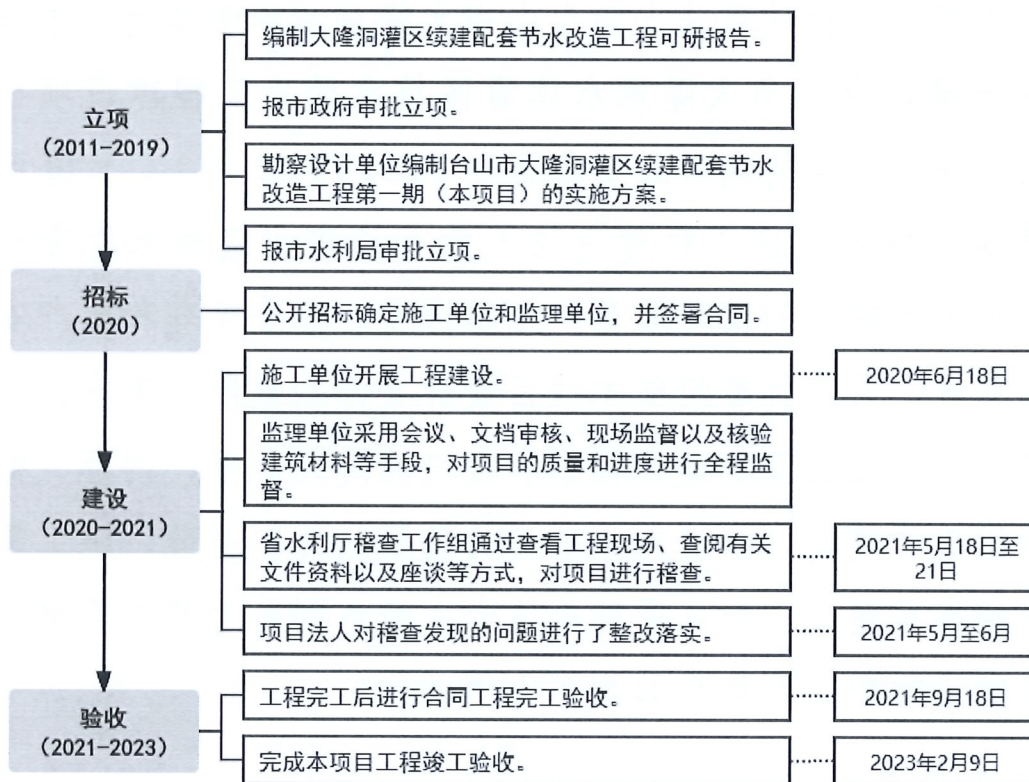 编制大隆洞灌区续建配套节水改造工程可研报告。
立项
(2011-2019)
报市政府审批立项。
勘察设计单位编制台山市大隆洞灌区续建配套节水
改造工程第一期（本项目）的实施方案。
报市水利局审批立项。
招标
(2020)
公开招标确定施工单位和监理单位，并签署合同。
施工单位开展工程建设。
2020年6月18日
监理单位采用会议、文档审核、现场监督以及核验
建筑材料等手段，对项目的质量和进度进行全程监
督。
建设
(2020-2021)
省水利厅稽查工作组通过查看工程现场、查阅有关
文件资料以及座谈等方式，对项目进行稽查。
2021年5月18日至
21日
项目法人对稽查发现的问题进行了整改落实。
2021年5月至6月
验收
(2021-2023)
工程完工后进行合同工程完工验收。
2021年9月18日
完成本项目工程竣工验收。
2023年2月9日